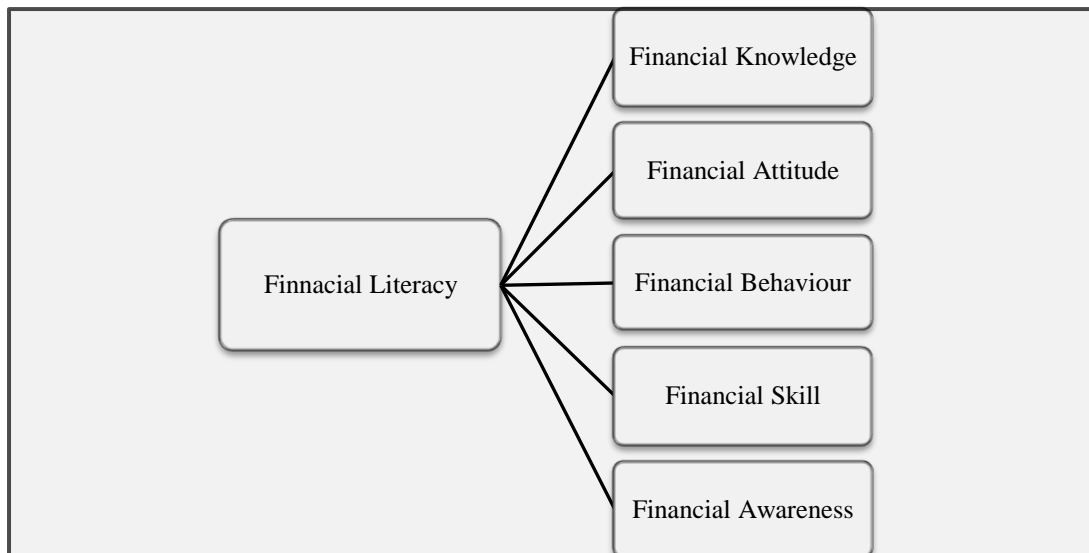 Financial Knowledge
Financial Attitude
Finnacial Literacy
Financial Behaviour
Financial Skill
Financial Awareness